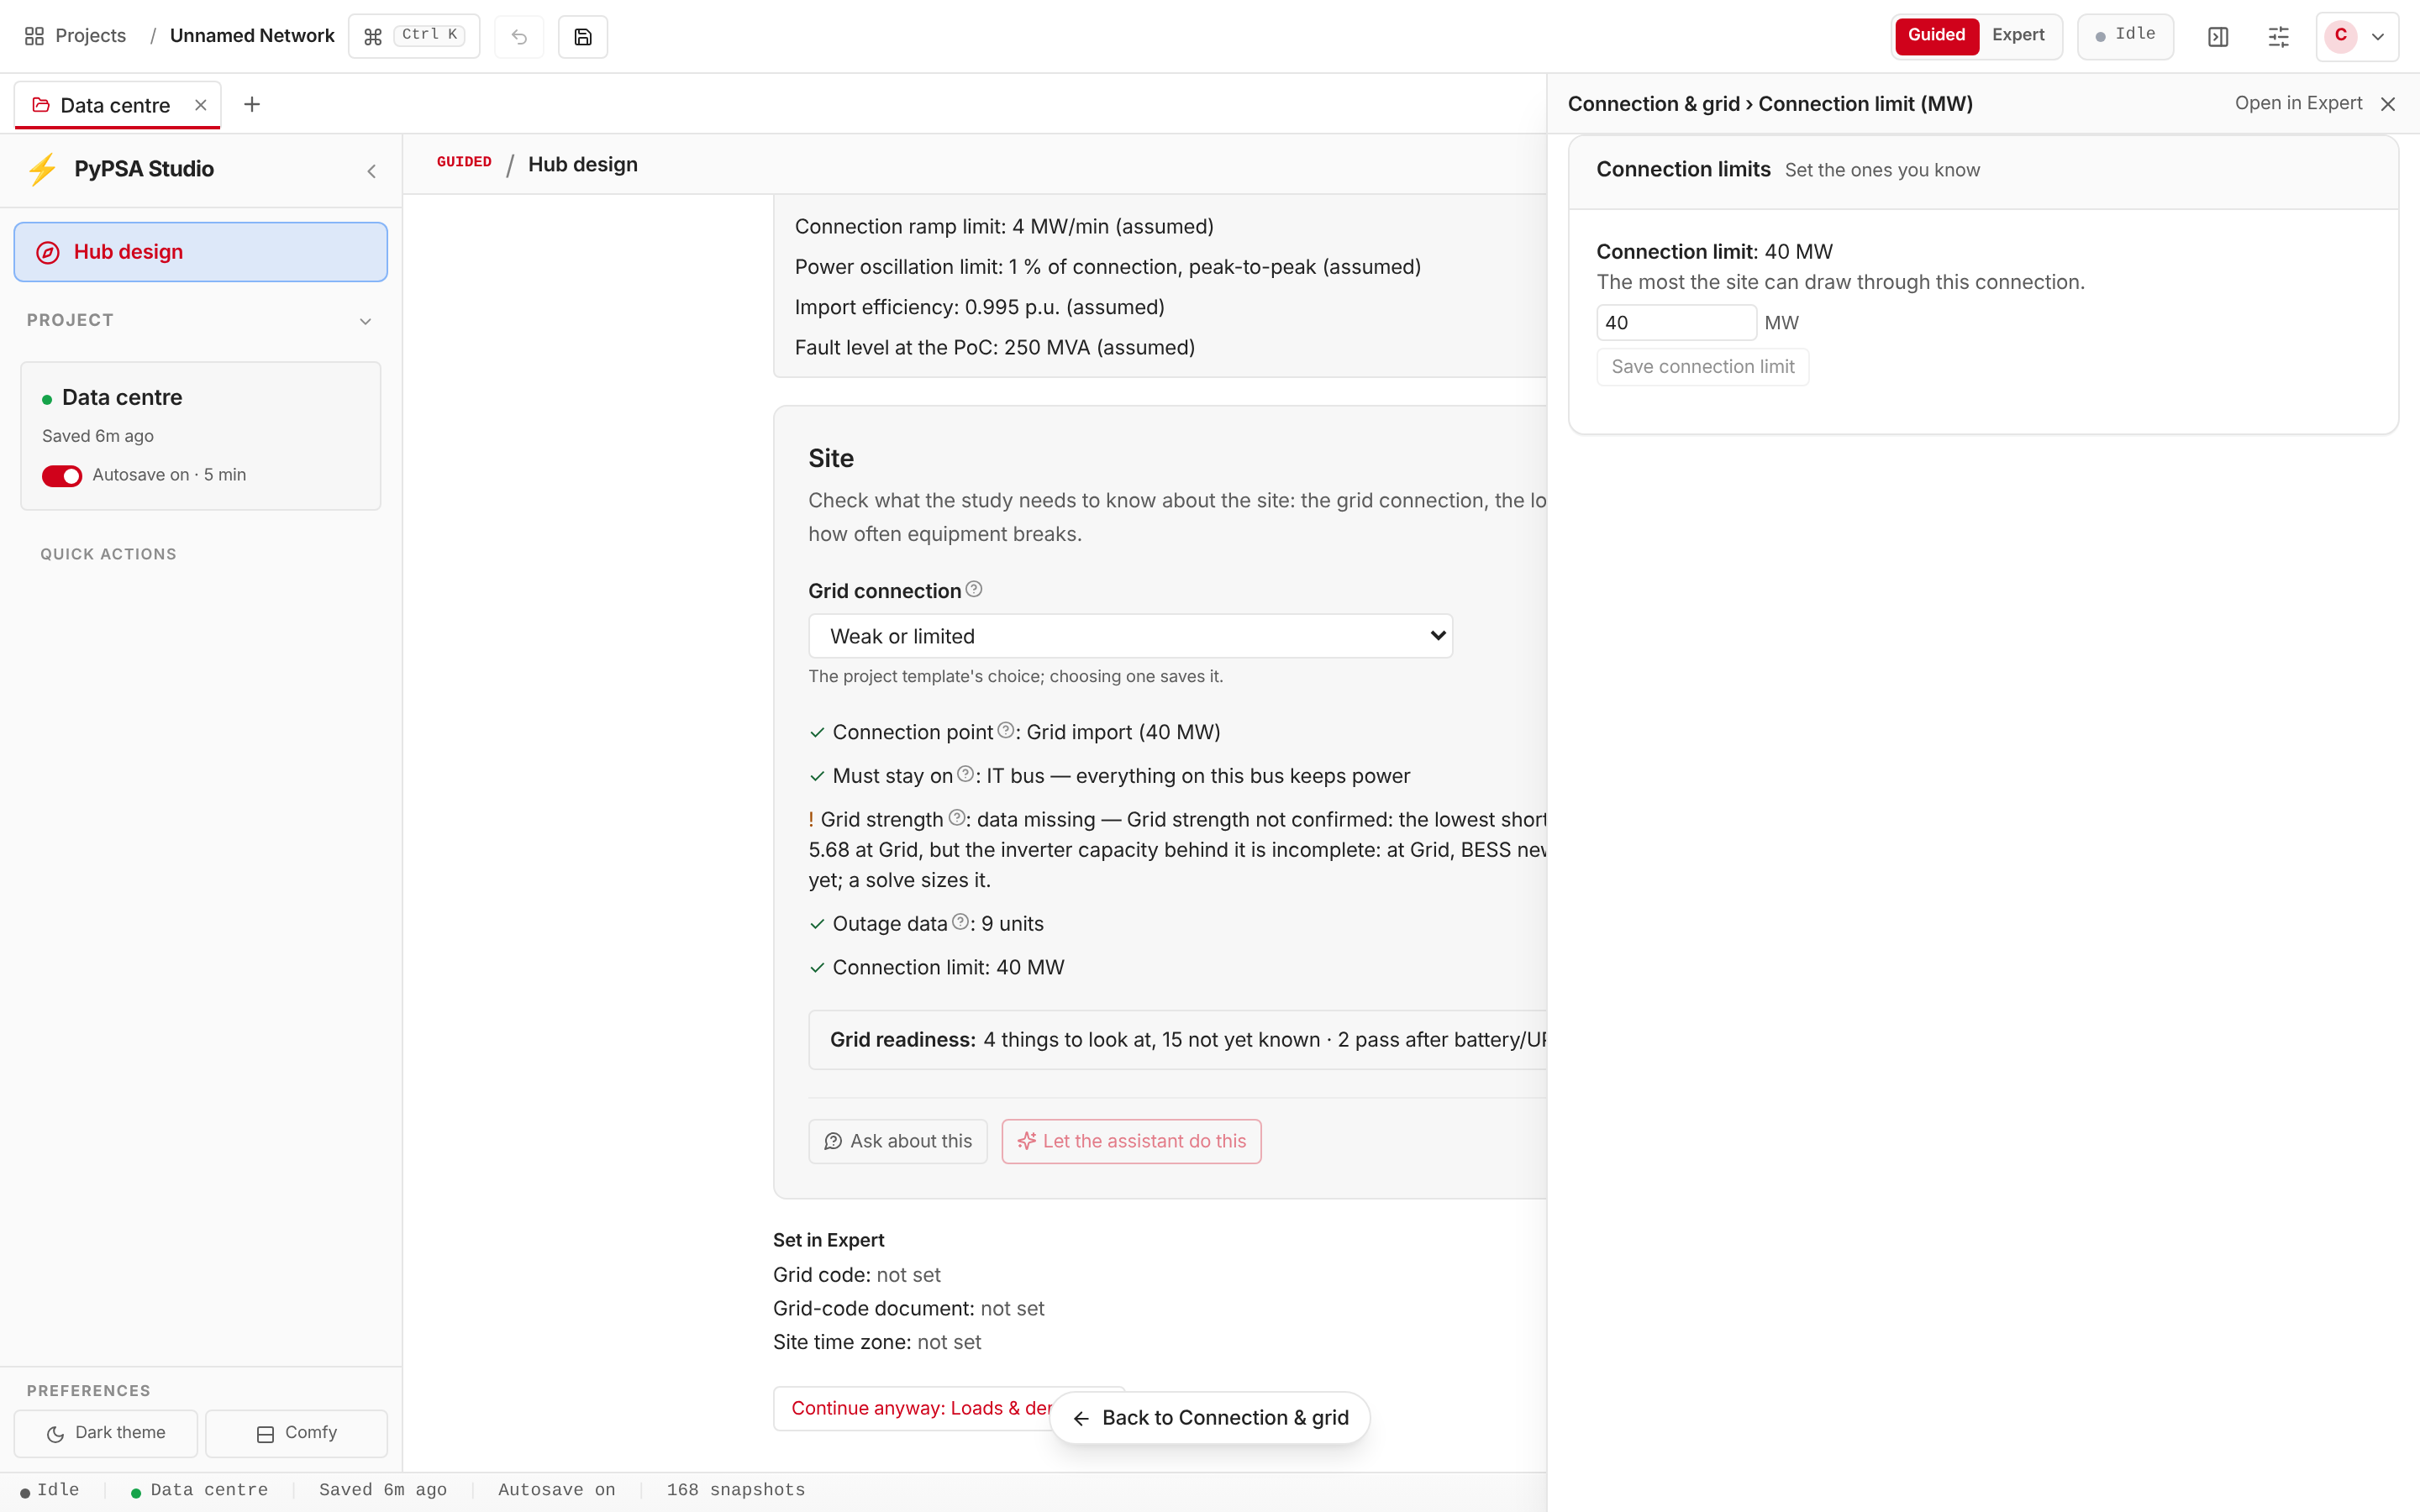 Projects / Unnamed Network
Ctrl K
Guided Expert
Idle
C
Data centre
Connection & grid › Connection limit (MW)
Open in Expert
PyPSA Studio
GUIDED / Hub design
Hub design
PROJECT
Data centre
Saved 6m ago
Autosave on · 5 min
QUICK ACTIONS
Connection ramp limit: 4 MW/min (assumed)
Power oscillation limit: 1 % of connection, peak-to-peak (assumed)
Import efficiency: 0.995 p.u. (assumed)
Fault level at the PoC: 250 MVA (assumed)
Site
Check what the study needs to know about the site: the grid connection, the lo
how often equipment breaks.
Grid connection ?
Weak or limited
The project template's choice; choosing one saves it.
Connection point ?: Grid import (40 MW)
Must stay on ?: IT bus — everything on this bus keeps power
! Grid strength ?: data missing — Grid strength not confirmed: the lowest short
5.68 at Grid, but the inverter capacity behind it is incomplete: at Grid, BESS new
yet; a solve sizes it.
Outage data ?: 9 units
Connection limit: 40 MW
Grid readiness: 4 things to look at, 15 not yet known · 2 pass after battery/UP
Ask about this
Let the assistant do this
Set in Expert
Grid code: not set
Grid-code document: not set
Site time zone: not set
Continue anyway: Loads & der
Back to Connection & grid
Connection limits Set the ones you know
Connection limit: 40 MW
The most the site can draw through this connection.
40 MW
Save connection limit
PREFERENCES
Dark theme
Comfy
Idle
Data centre
Saved 6m ago
Autosave on
168 snapshots